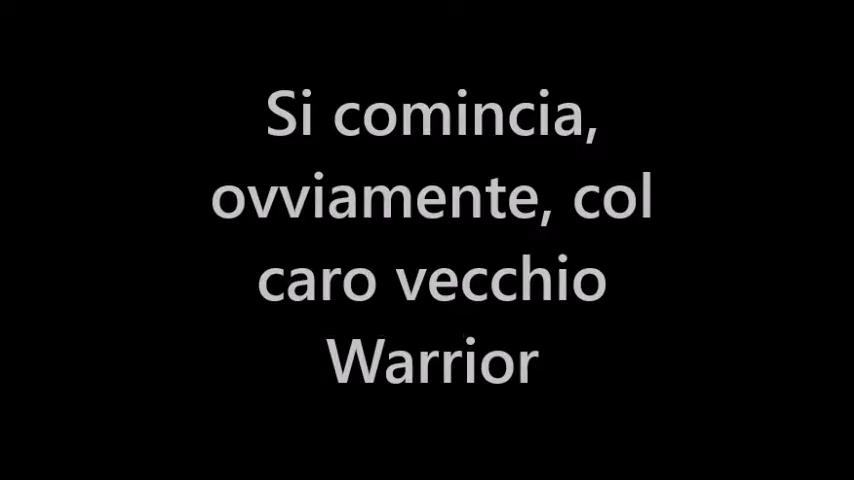 Si comincia,
ovviamente, col
caro vecchio
Warrior